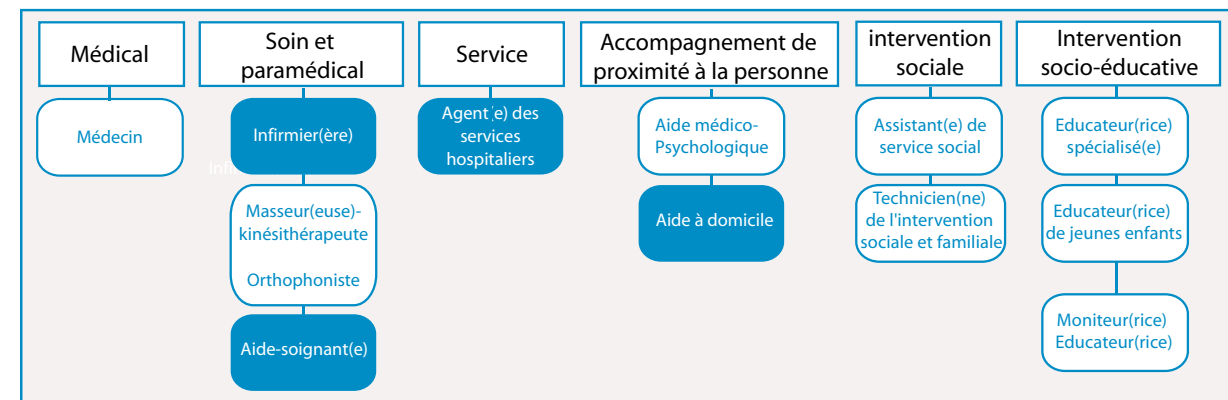 Médical
Soin et
paramédical
Service
Accompagnement de
proximité à la personne
intervention
sociale
Intervention
socio-éducative
Médecin
Infirmier(ère)
Infi
Masseur(euse)-
kinésithérapeute
Orthophoniste
Aide-soignant(e)
Agent(e) des
services
hospitaliers
Aide médico-
Psychologique
Aide à domicile
Assistant(e) de
service social
Technicien(ne)
de l'intervention
sociale et familiale
Educateur(rice)
spécialisé(e)
Educateur(rice)
de jeunes enfants
Moniteur(rice)
Educateur(rice)